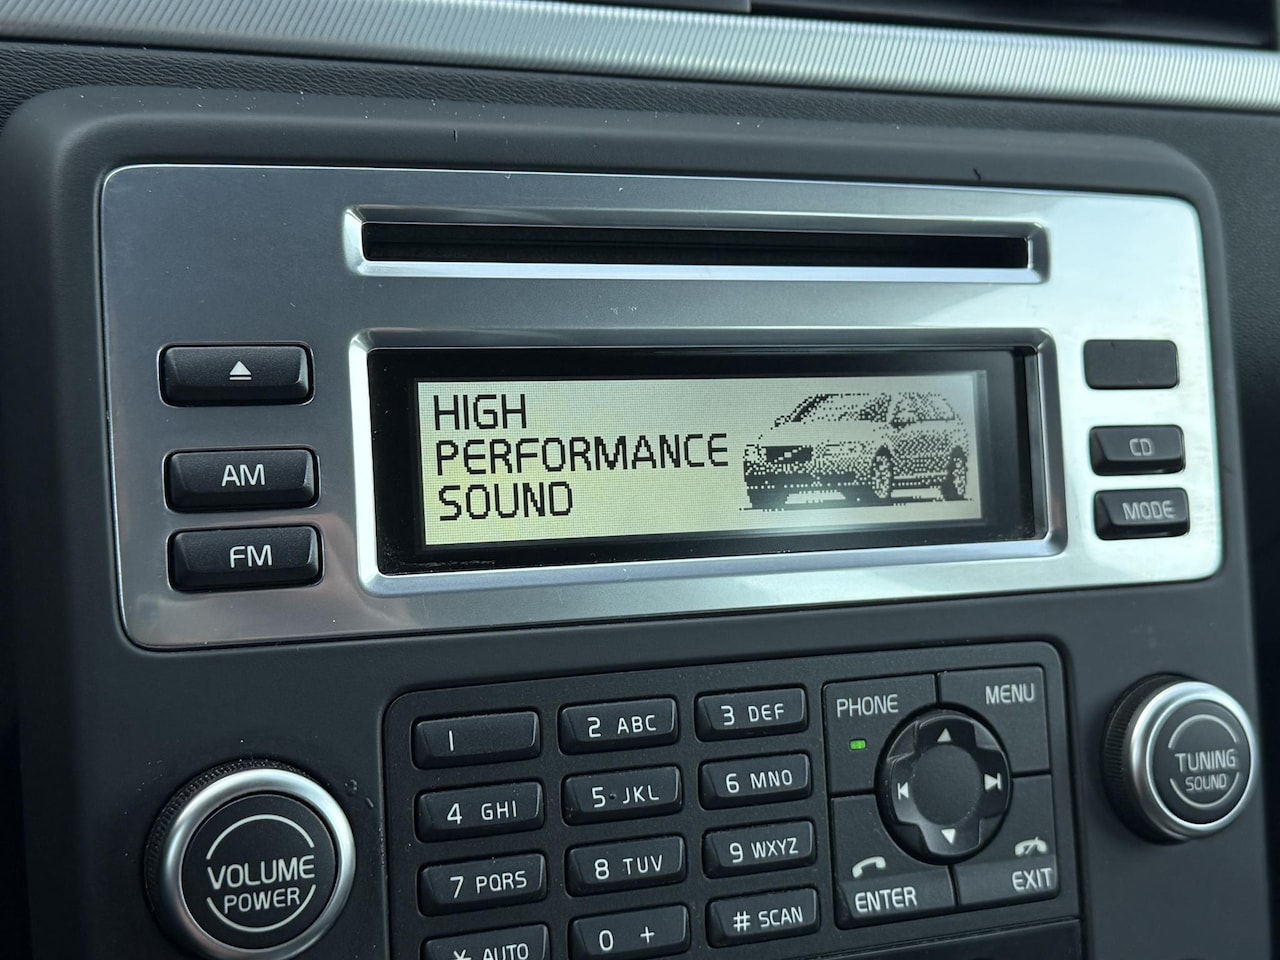 HIGH
PERFORMANCE
SOUND
AM
FM
CD
MODE
1
2 ABC
3 DEF
4 GHI
5 JKL
6 MNO
7 PQRS
8 TUV
9 WXYZ
* AUTO
0 +
# SCAN
PHONE
MENU
ENTER
EXIT
VOLUME
POWER
TUNING
SOUND